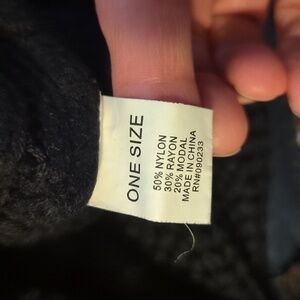 ONE SIZE
50% NYLON
30% RAYON
20% MODAL
MADE IN CHINA
RN#090233